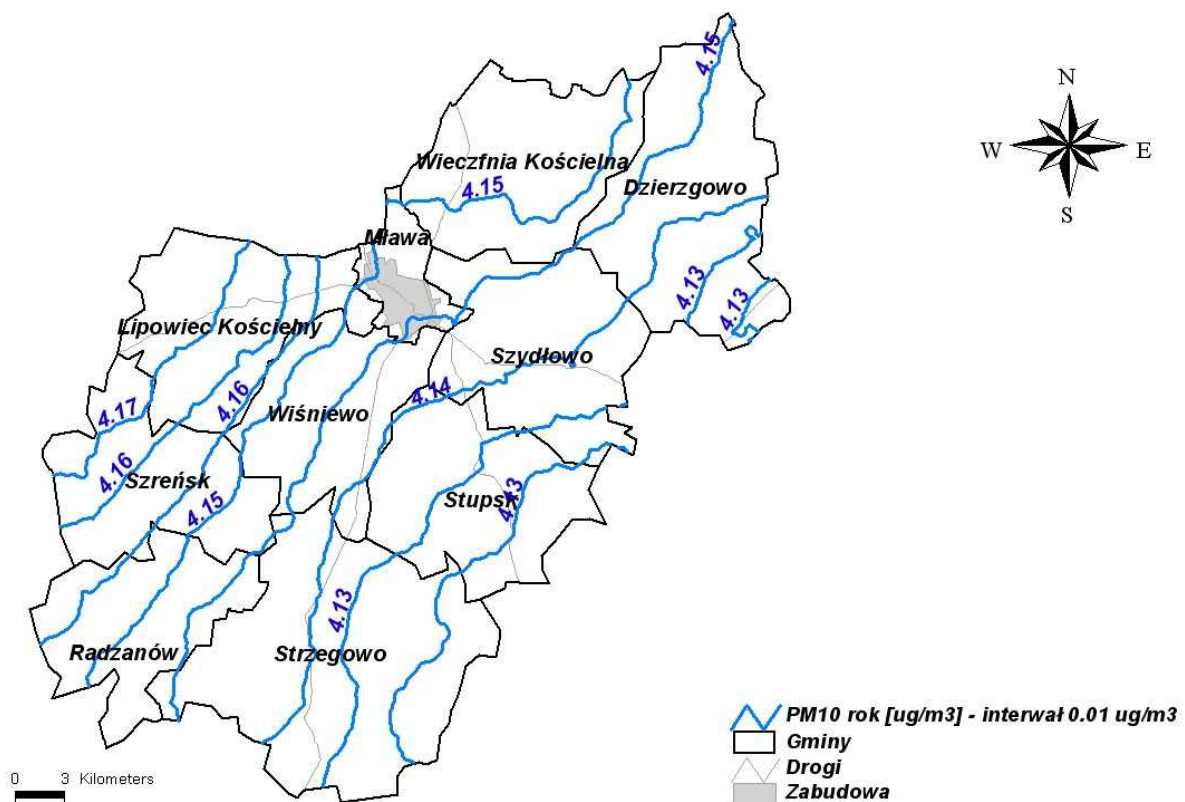 4.15
N
Wieczfnia Kościelna
W E
4.15
Dzierzgowo
S
Mława
4.13
4.13
Lipowiec Kościelny
Szydłowo
4.17
4.16
4.14
Wiśniewo
4.16
Szreńsk
4.15
Stupsk
4.13
4.13
Radzanów
Strzegowo
PM10 rok [ug/m3] - interwał 0.01 ug/m3
Gminy
Drogi
Zabudowa
0 3 Kilometers